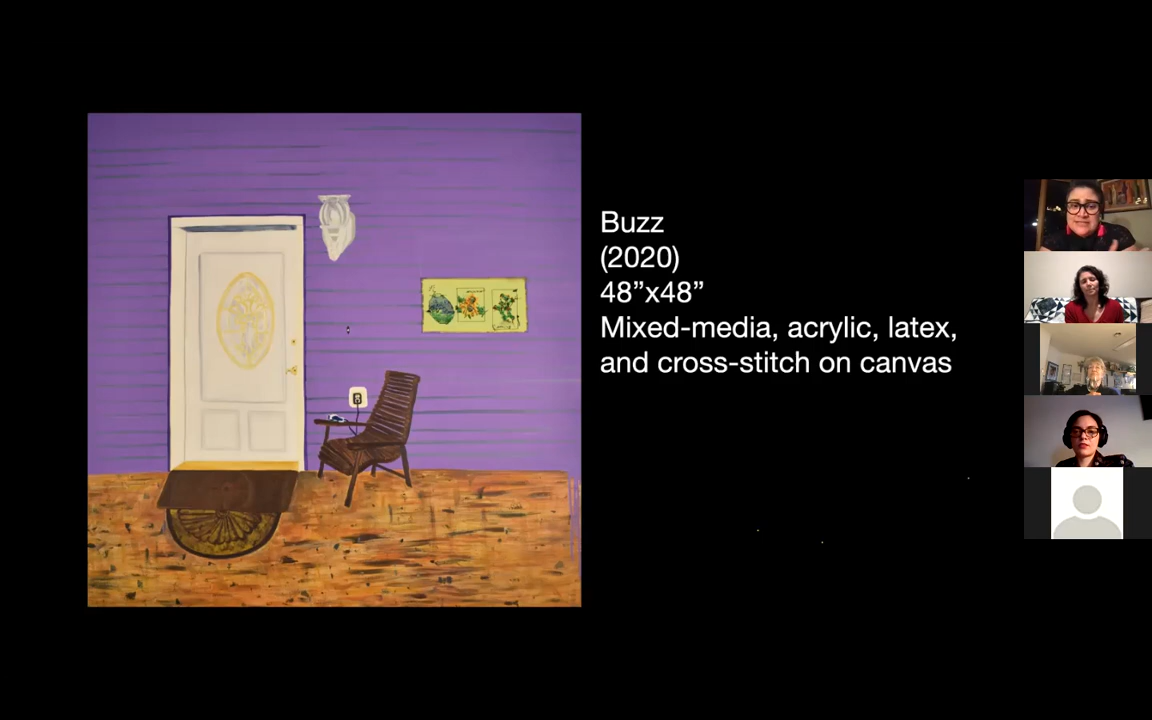 Buzz
(2020)
48”x48”
Mixed-media, acrylic, latex,
and cross-stitch on canvas